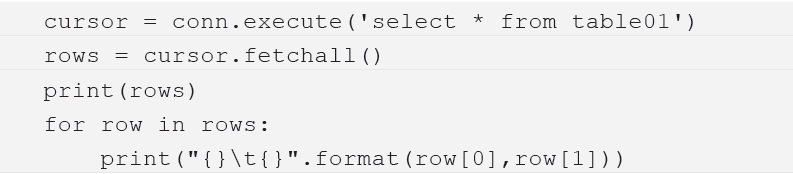 cursor = conn.execute('select * from table01')
rows = cursor.fetchall()
print(rows)
for row in rows:
    print("{}\t{}".format(row[0],row[1]))